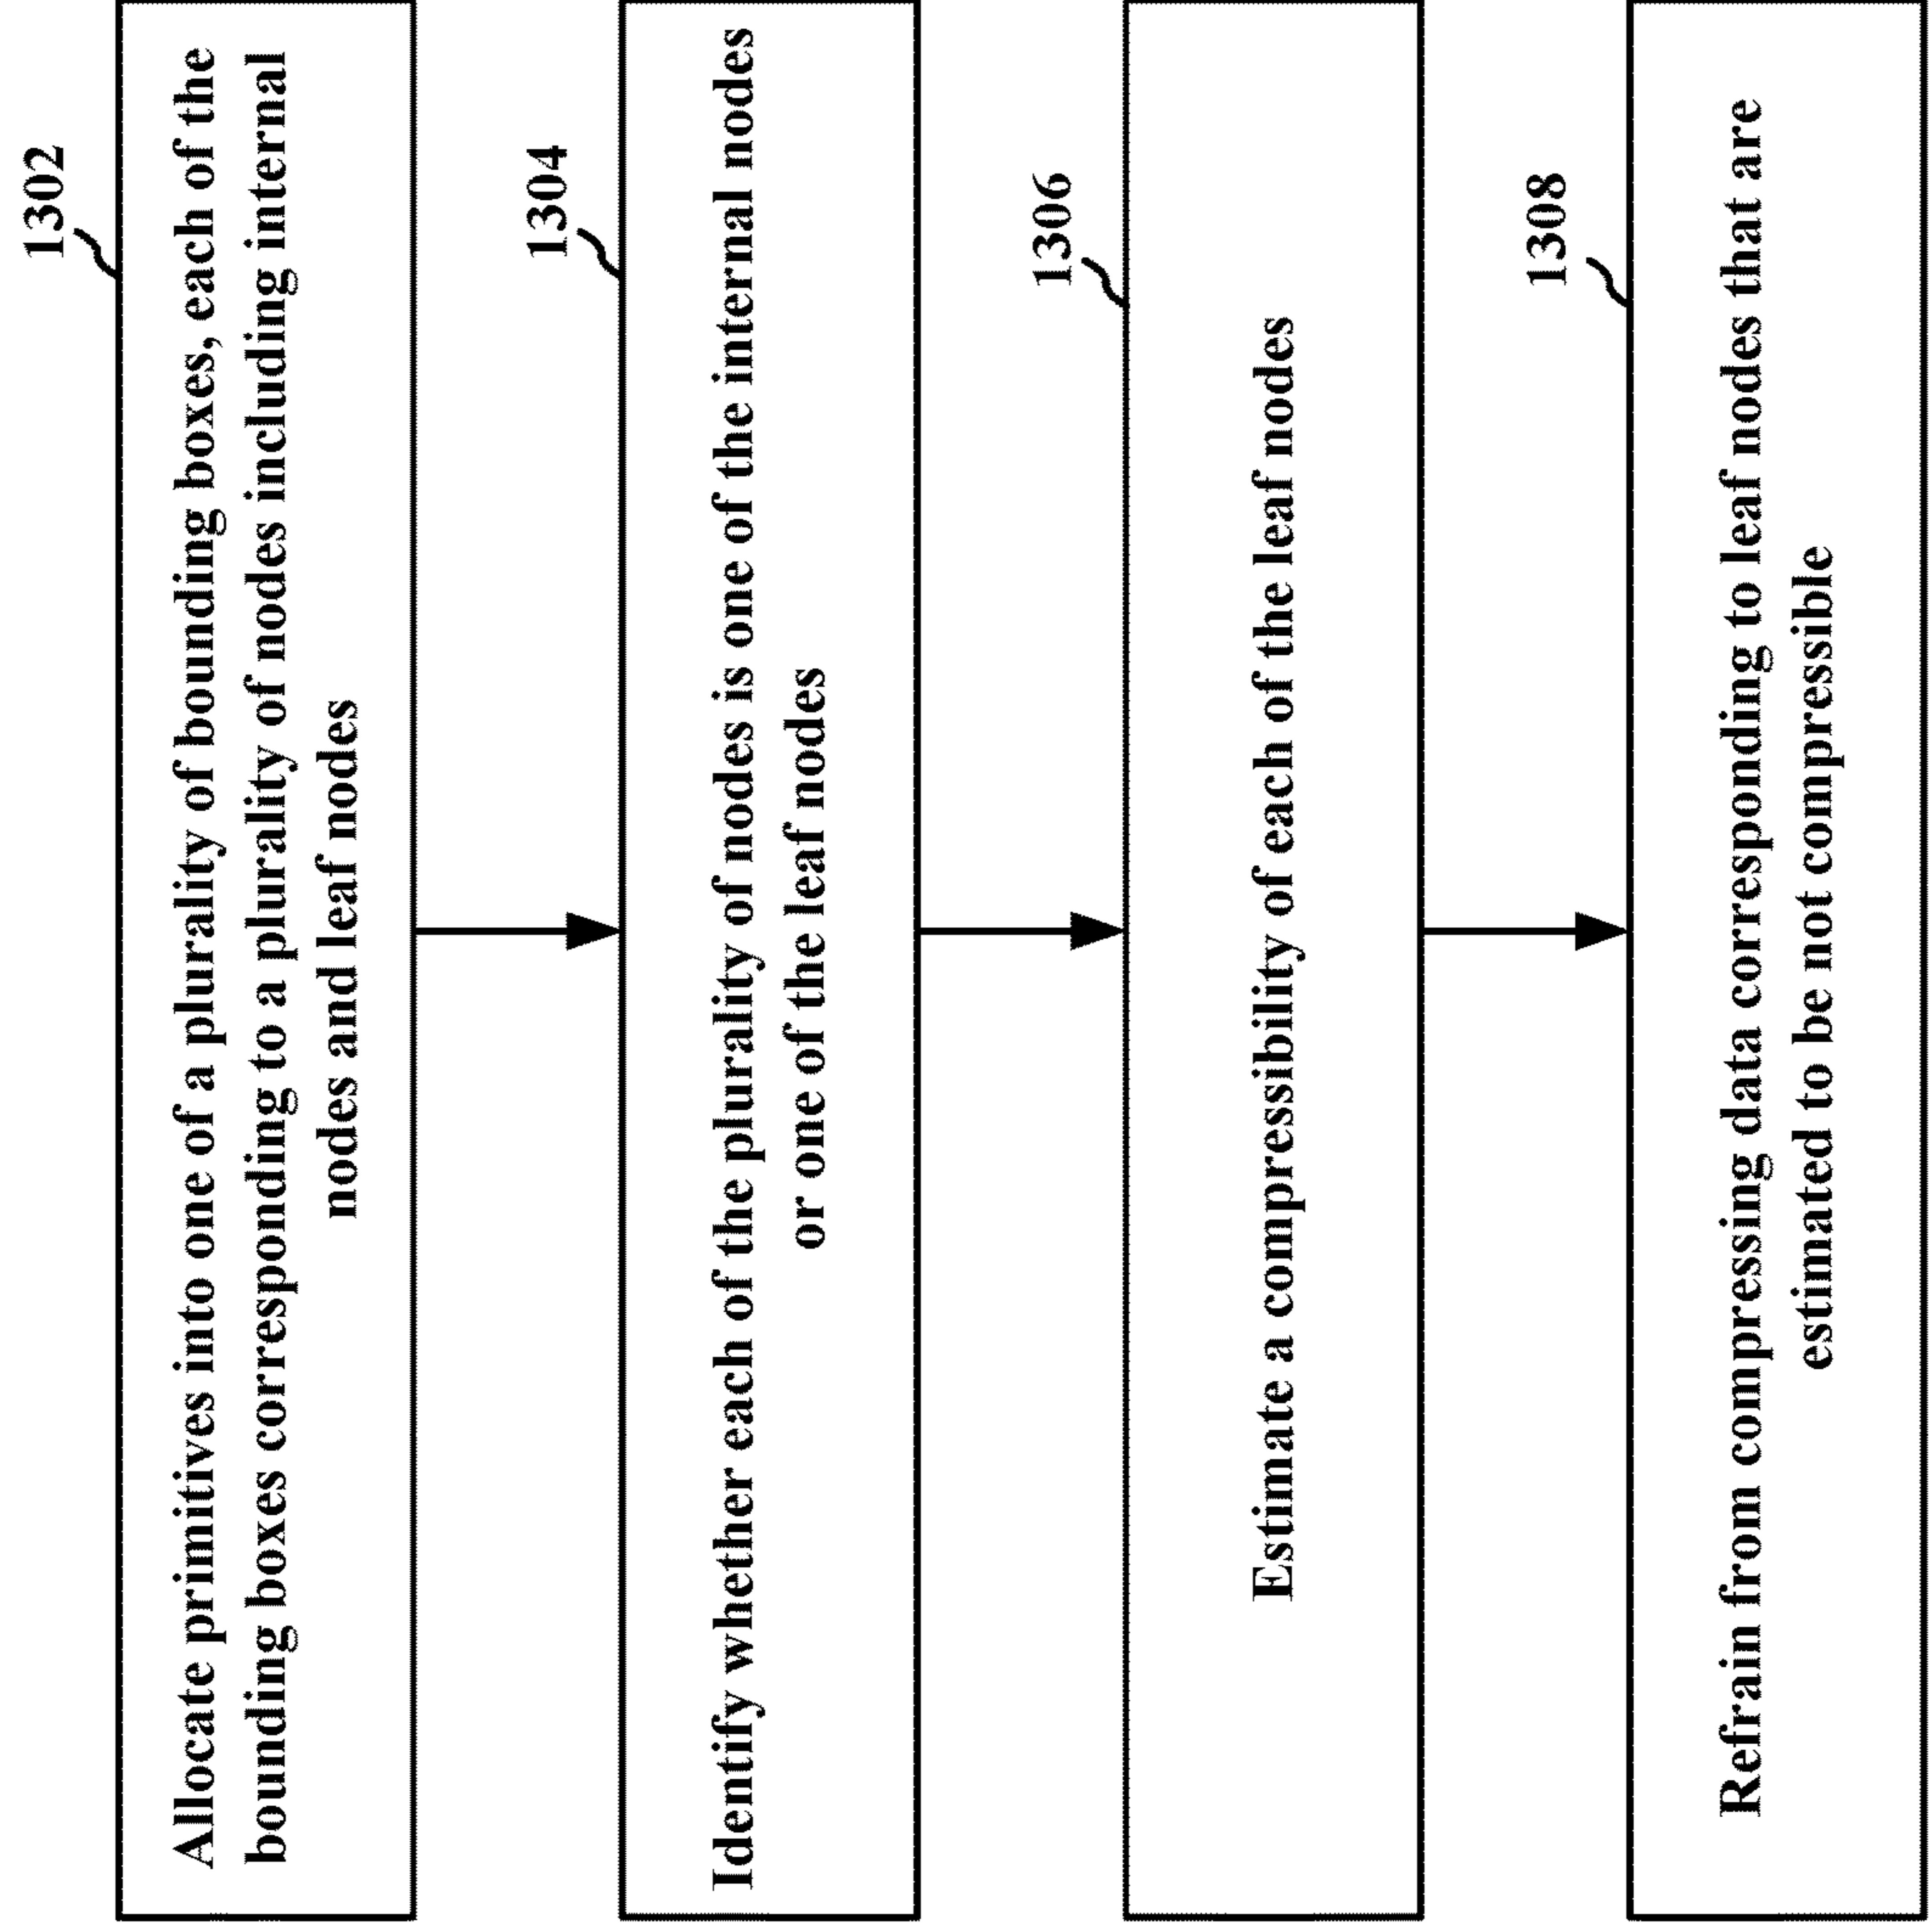 1302
Allocate primitives into one of a plurality of bounding boxes, each of the
bounding boxes corresponding to a plurality of nodes including internal
nodes and leaf nodes
1304
Identify whether each of the plurality of nodes is one of the internal nodes
or one of the leaf nodes
1306
Estimate a compressibility of each of the leaf nodes
1308
Refrain from compressing data corresponding to leaf nodes that are
estimated to be not compressible